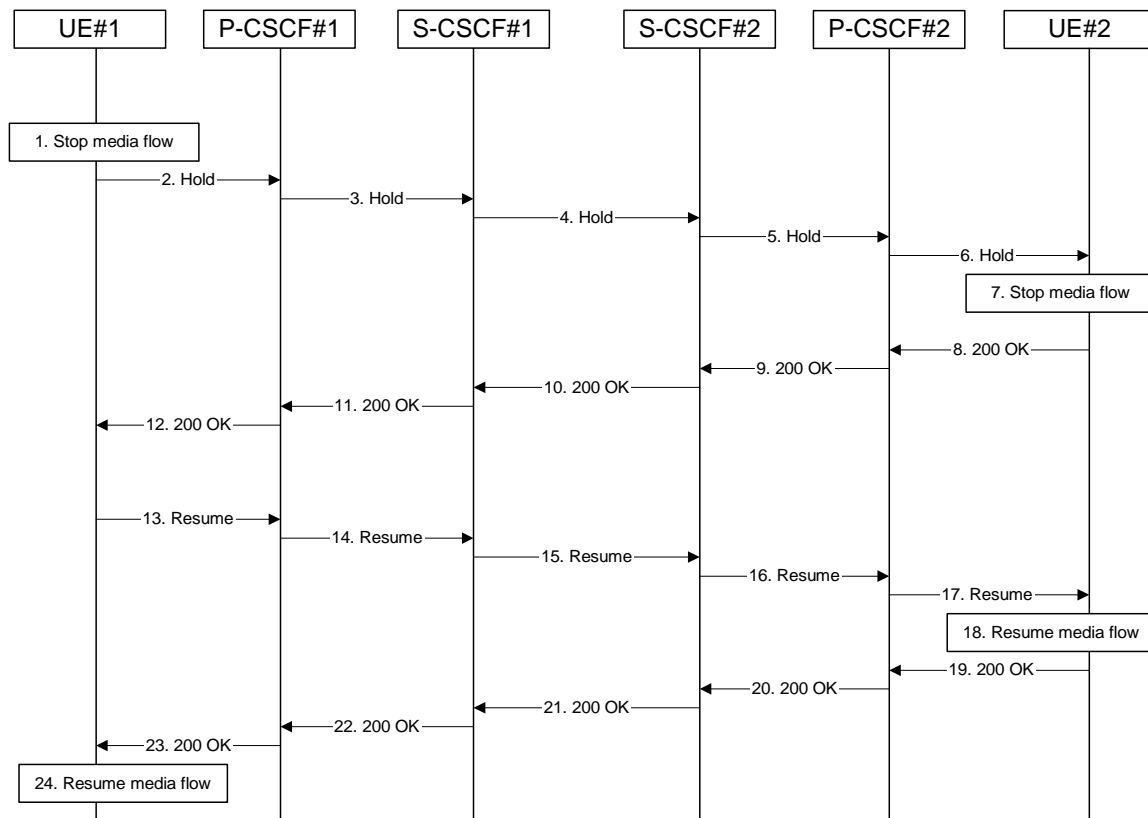 UE#1
P-CSCF#1
S-CSCF#1
S-CSCF#2
P-CSCF#2
UE#2
1. Stop media flow
2. Hold
3. Hold
4. Hold
5. Hold
6. Hold
7. Stop media flow
8. 200 OK
9. 200 OK
10. 200 OK
11. 200 OK
12. 200 OK
13. Resume
14. Resume
15. Resume
16. Resume
17. Resume
18. Resume media flow
19. 200 OK
20. 200 OK
21. 200 OK
22. 200 OK
23. 200 OK
24. Resume media flow